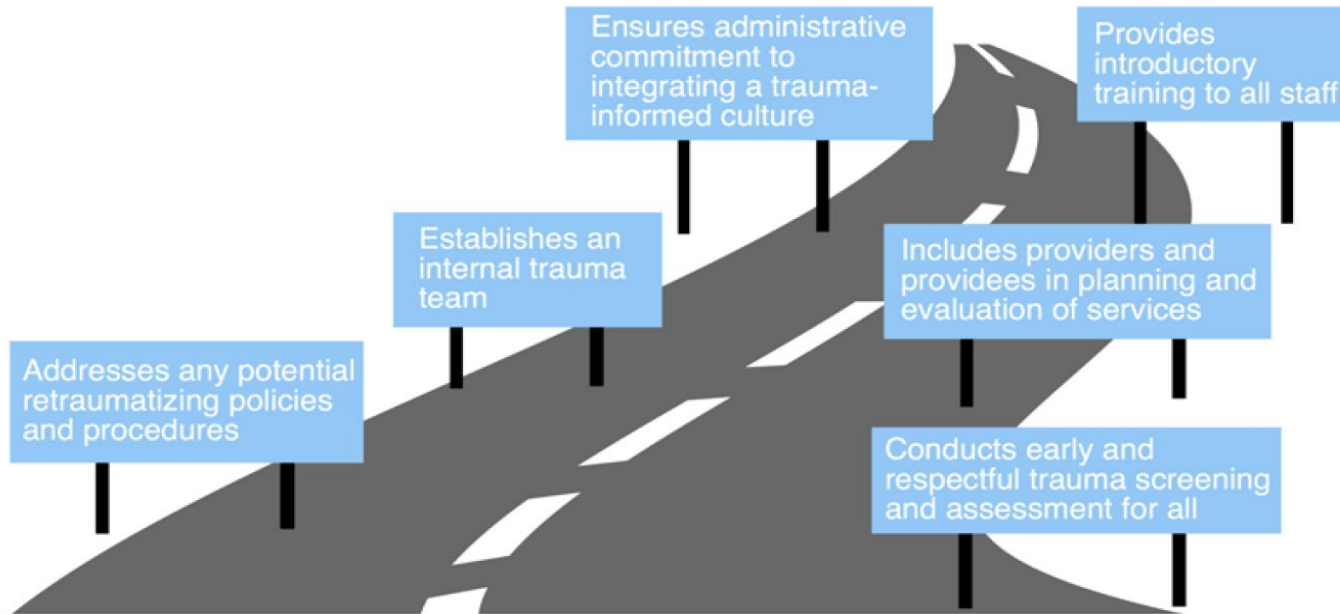 Ensures administrative
commitment to
integrating a trauma-
informed culture
Provides
introductory
training to all staff
Establishes an
internal trauma
team
Includes providers and
providees in planning and
evaluation of services
Addresses any potential
retraumatizing policies
and procedures
Conducts early and
respectful trauma screening
and assessment for all